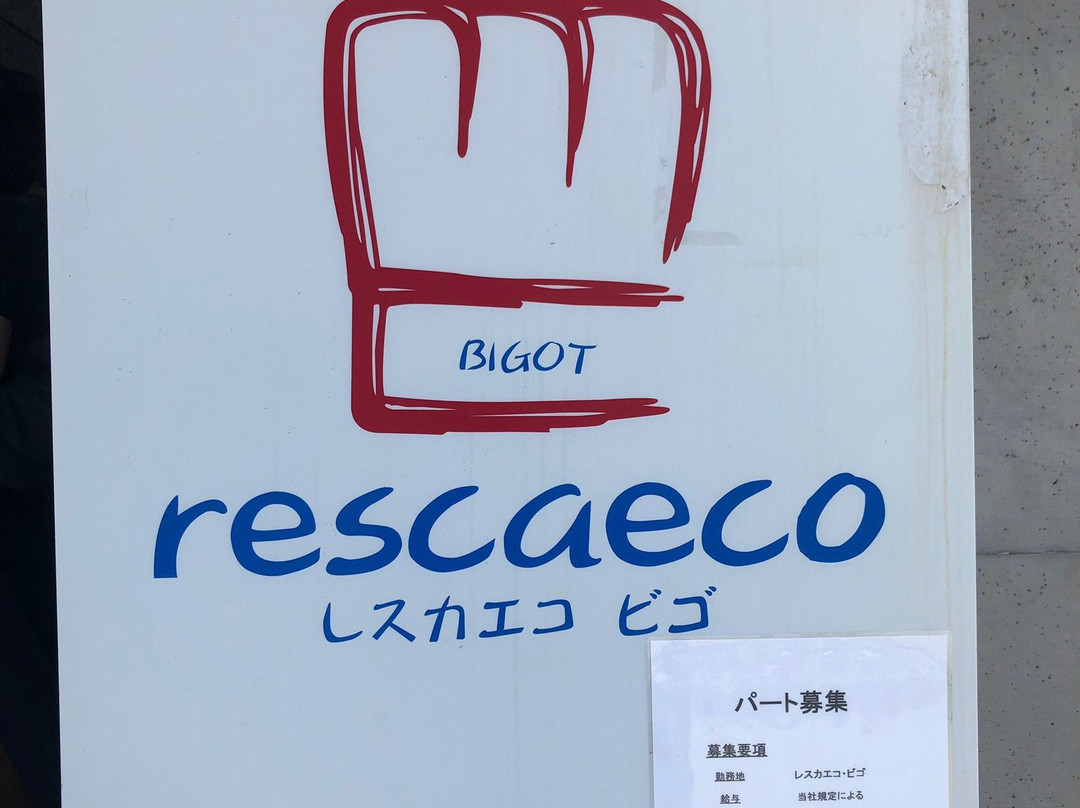 BIGOT
rescaeco
レスカエコ ビゴ
パート募集
募集要項
勤務地 レスカエコ・ビゴ
給与 当社規定による